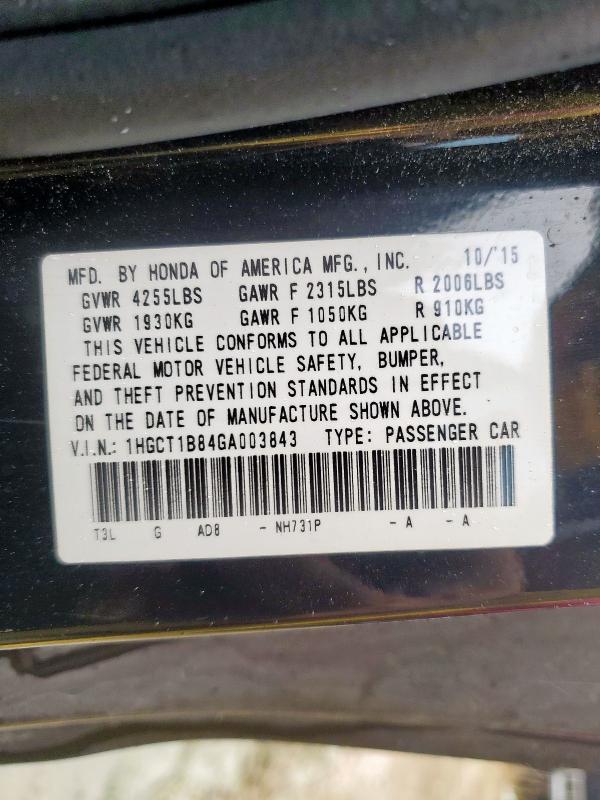 MFD. BY HONDA OF AMERICA MFG., INC. 10/'15
GVWR 4255LBS GAWR F 2315LBS R 2006LBS
GVWR 1930KG GAWR F 1050KG R 910KG
THIS VEHICLE CONFORMS TO ALL APPLICABLE
FEDERAL MOTOR VEHICLE SAFETY, BUMPER,
AND THEFT PREVENTION STANDARDS IN EFFECT
ON THE DATE OF MANUFACTURE SHOWN ABOVE.
V.I.N.: 1HGCT1B84GA003843 TYPE: PASSENGER CAR
T3L G AD8 - NH731P - A - A